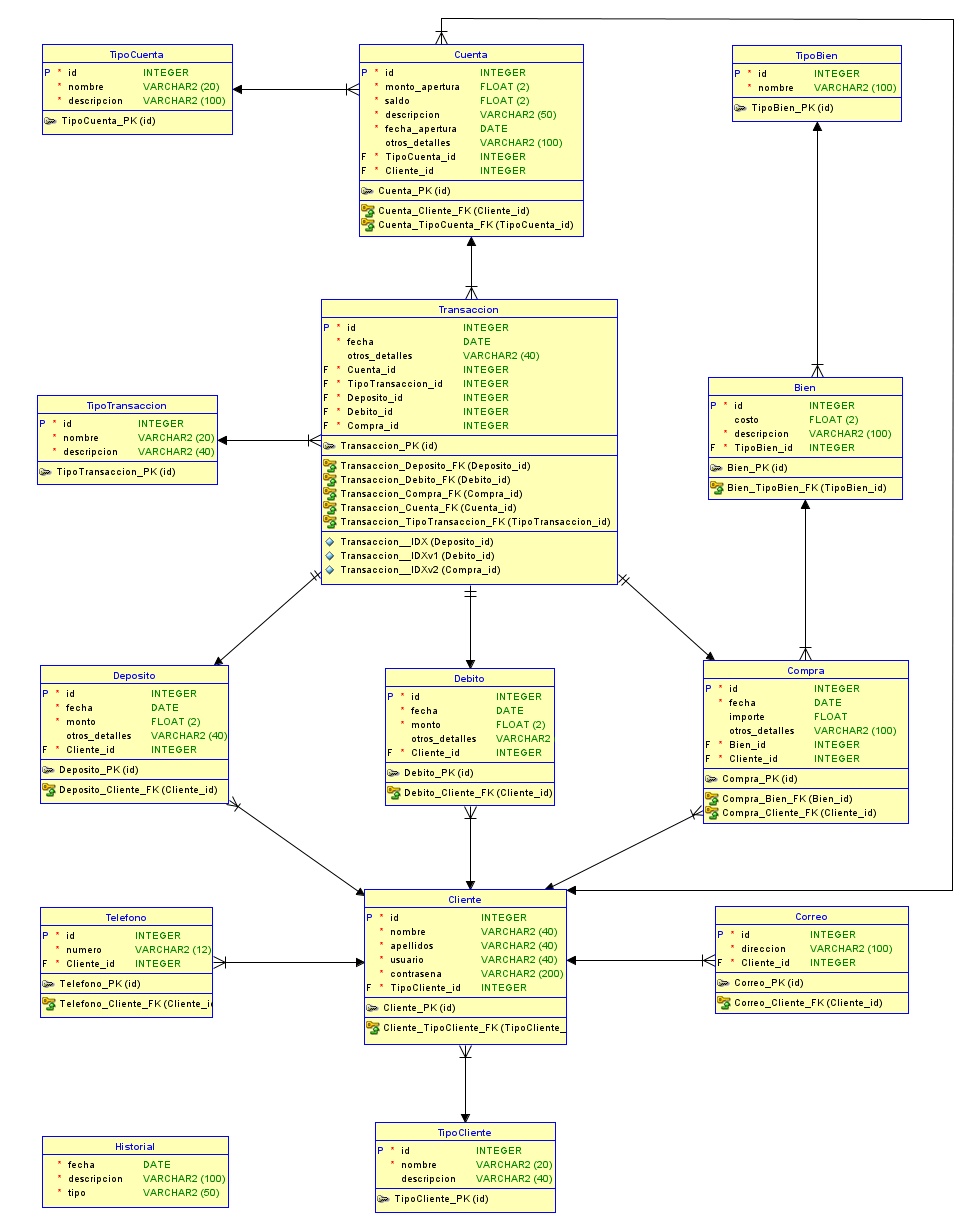 TipoCuenta
P * id INTEGER
* nombre VARCHAR2 (20)
* descripcion VARCHAR2 (100)
TipoCuenta_PK (id)
Cuenta
P * id INTEGER
* monto_apertura FLOAT (2)
* saldo FLOAT (2)
* descripcion VARCHAR2 (50)
* fecha_apertura DATE
otros_detalles VARCHAR2 (100)
F * TipoCuenta_id INTEGER
F * Cliente_id INTEGER
Cuenta_PK (id)
Cuenta_Cliente_FK (Cliente_id)
Cuenta_TipoCuenta_FK (TipoCuenta_id)
TipoBien
P * id INTEGER
* nombre VARCHAR2 (100)
TipoBien_PK (id)
Transaccion
P * id INTEGER
* fecha DATE
otros_detalles VARCHAR2 (40)
F * Cuenta_id INTEGER
F * TipoTransaccion_id INTEGER
F * Deposito_id INTEGER
F * Debito_id INTEGER
F * Compra_id INTEGER
Transaccion_PK (id)
Transaccion_Deposito_FK (Deposito_id)
Transaccion_Debito_FK (Debito_id)
Transaccion_Compra_FK (Compra_id)
Transaccion_Cuenta_FK (Cuenta_id)
Transaccion_TipoTransaccion_FK (TipoTransaccion_id)
Transaccion__IDX (Deposito_id)
Transaccion__IDXv1 (Debito_id)
Transaccion__IDXv2 (Compra_id)
TipoTransaccion
P * id INTEGER
* nombre VARCHAR2 (20)
* descripcion VARCHAR2 (40)
TipoTransaccion_PK (id)
Bien
P * id INTEGER
costo FLOAT (2)
* descripcion VARCHAR2 (100)
F * TipoBien_id INTEGER
Bien_PK (id)
Bien_TipoBien_FK (TipoBien_id)
Deposito
P * id INTEGER
* fecha DATE
* monto FLOAT (2)
otros_detalles VARCHAR2 (40)
F * Cliente_id INTEGER
Deposito_PK (id)
Deposito_Cliente_FK (Cliente_id)
Debito
P * id INTEGER
* fecha DATE
* monto FLOAT (2)
otros_detalles VARCHAR2
F * Cliente_id INTEGER
Debito_PK (id)
Debito_Cliente_FK (Cliente_id)
Compra
P * id INTEGER
* fecha DATE
importe FLOAT
otros_detalles VARCHAR2 (100)
F * Bien_id INTEGER
F * Cliente_id INTEGER
Compra_PK (id)
Compra_Bien_FK (Bien_id)
Compra_Cliente_FK (Cliente_id)
Telefono
P * id INTEGER
* numero VARCHAR2 (12)
F * Cliente_id INTEGER
Telefono_PK (id)
Telefono_Cliente_FK (Cliente_i
Cliente
P * id INTEGER
* nombre VARCHAR2 (40)
* apellidos VARCHAR2 (40)
* usuario VARCHAR2 (40)
* contrasena VARCHAR2 (200)
F * TipoCliente_id INTEGER
Cliente_PK (id)
Cliente_TipoCliente_FK (TipoCliente_
Correo
P * id INTEGER
* direccion VARCHAR2 (100)
F * Cliente_id INTEGER
Correo_PK (id)
Correo_Cliente_FK (Cliente_id)
Historial
* fecha DATE
* descripcion VARCHAR2 (100)
* tipo VARCHAR2 (50)
TipoCliente
P * id INTEGER
* nombre VARCHAR2 (20)
descripcion VARCHAR2 (40)
TipoCliente_PK (id)